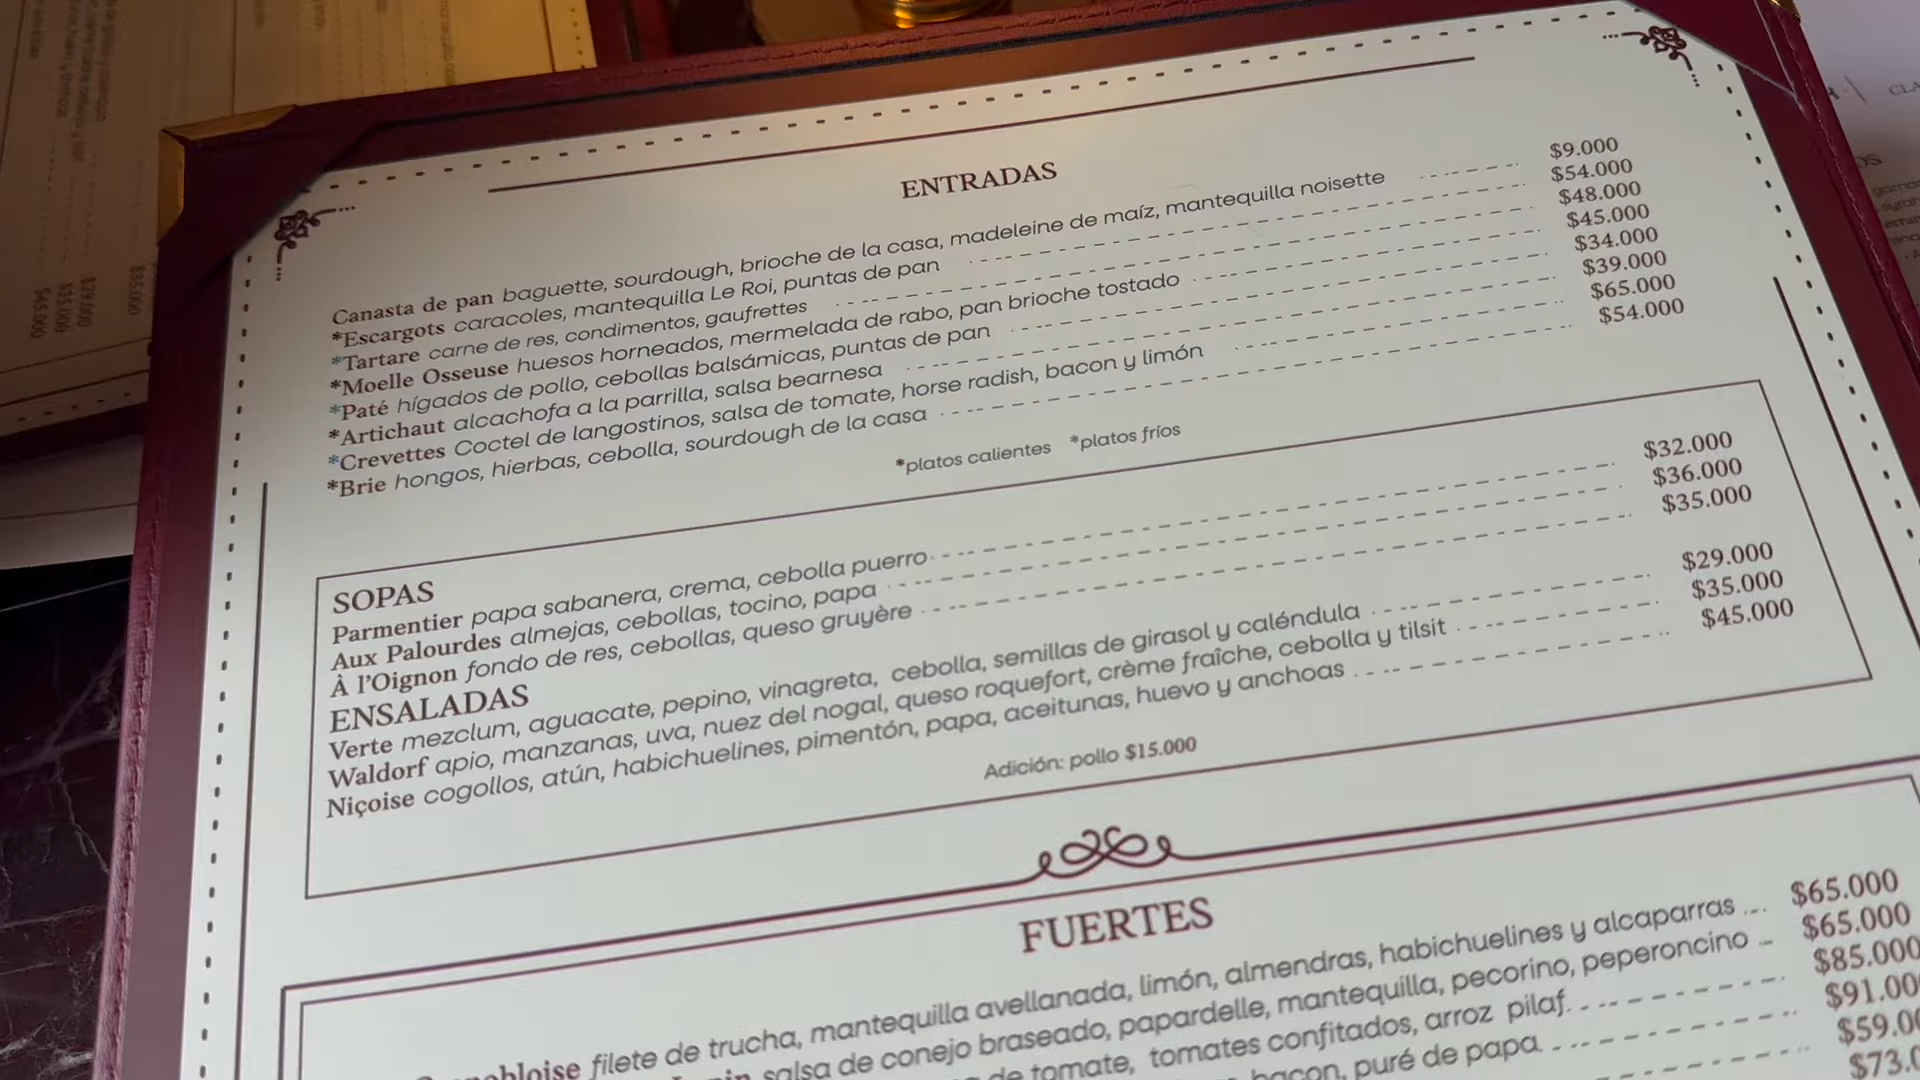 ENTRADAS
Canasta de pan baguette, sourdough, brioche de la casa, madeleine de maíz, mantequilla noisette $9.000
*Escargots caracoles, mantequilla Le Roi, puntas de pan $54.000
*Tartare carne de res, condimentos, gaufrettes $48.000
*Moelle Osseuse huesos horneados, mermelada de rabo, pan brioche tostado $45.000
*Paté hígados de pollo, cebollas balsámicas, puntas de pan $34.000
*Artichaut alcachofa a la parrilla, salsa bearnesa $39.000
*Crevettes Coctel de langostinos, salsa de tomate, horse radish, bacon y limón $65.000
*Brie hongos, hierbas, cebolla, sourdough de la casa $54.000
*platos calientes *platos fríos
SOPAS
Parmentier papa sabanera, crema, cebolla puerro $32.000
Aux Palourdes almejas, cebollas, tocino, papa $36.000
À l'Oignon fondo de res, cebollas, queso gruyère $35.000
ENSALADAS
Verte mezclum, aguacate, pepino, vinagreta, cebolla, semillas de girasol y caléndula $29.000
Waldorf apio, manzanas, uva, nuez del nogal, queso roquefort, crème fraîche, cebolla y tilsit $35.000
Niçoise cogollos, atún, habichuelines, pimentón, papa, aceitunas, huevo y anchoas $45.000
Adición: pollo $15.000
FUERTES
filete de trucha, mantequilla avellanada, limón, almendras, habichuelines y alcaparras $65.000
salsa de conejo braseado, papardelle, mantequilla, pecorino, peperoncino $65.000
de tomate, tomates confitados, arroz pilaf. $85.000
bacon, puré de papa